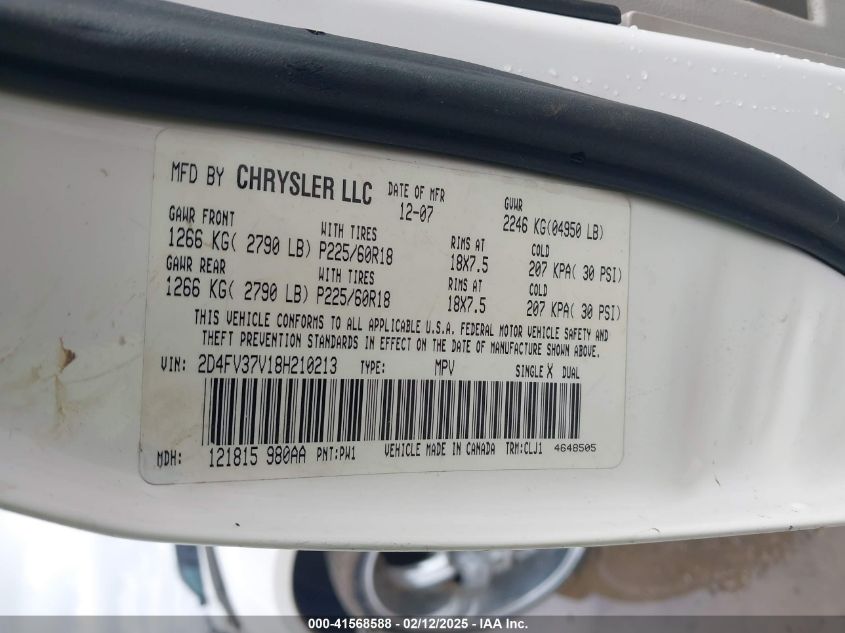 MFD BY CHRYSLER LLC DATE OF MFR 12-07 GVWR 2246 KG(04950 LB)
GAWR FRONT WITH TIRES RIMS AT COLD
1266 KG( 2790 LB) P225/60R18 18X7.5 207 KPA( 30 PSI)
GAWR REAR WITH TIRES RIMS AT COLD
1266 KG( 2790 LB) P225/60R18 18X7.5 207 KPA( 30 PSI)
THIS VEHICLE CONFORMS TO ALL APPLICABLE U.S.A. FEDERAL MOTOR VEHICLE SAFETY AND
THEFT PREVENTION STANDARDS IN EFFECT ON THE DATE OF MANUFACTURE SHOWN ABOVE.
VIN: 2D4FV37V18H210213 TYPE: MPV SINGLE X DUAL
MDH: 121815 980AA PNT:PW1 VEHICLE MADE IN CANADA TRM:CLJ1 4648505
000-41568588 - 02/12/2025 - IAA Inc.